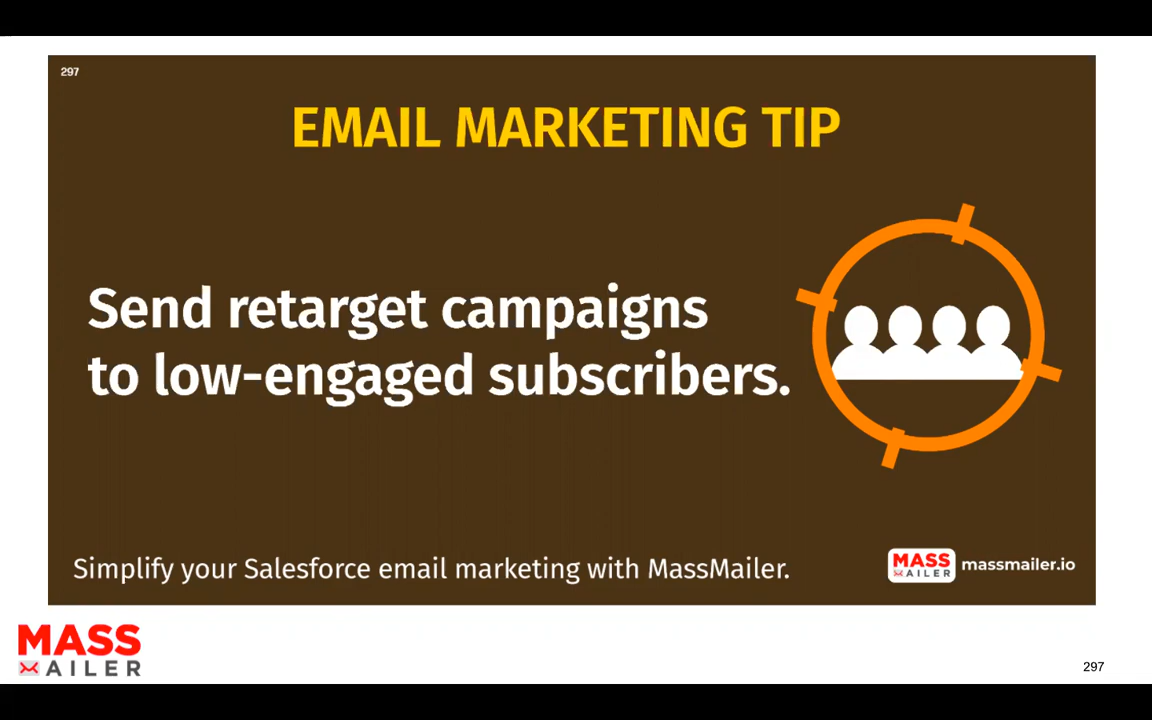 297
EMAIL MARKETING TIP
Send retarget campaigns
to low-engaged subscribers.
Simplify your Salesforce email marketing with MassMailer.
MASS
MAILER
massmailer.io
MASS
MAILER
297